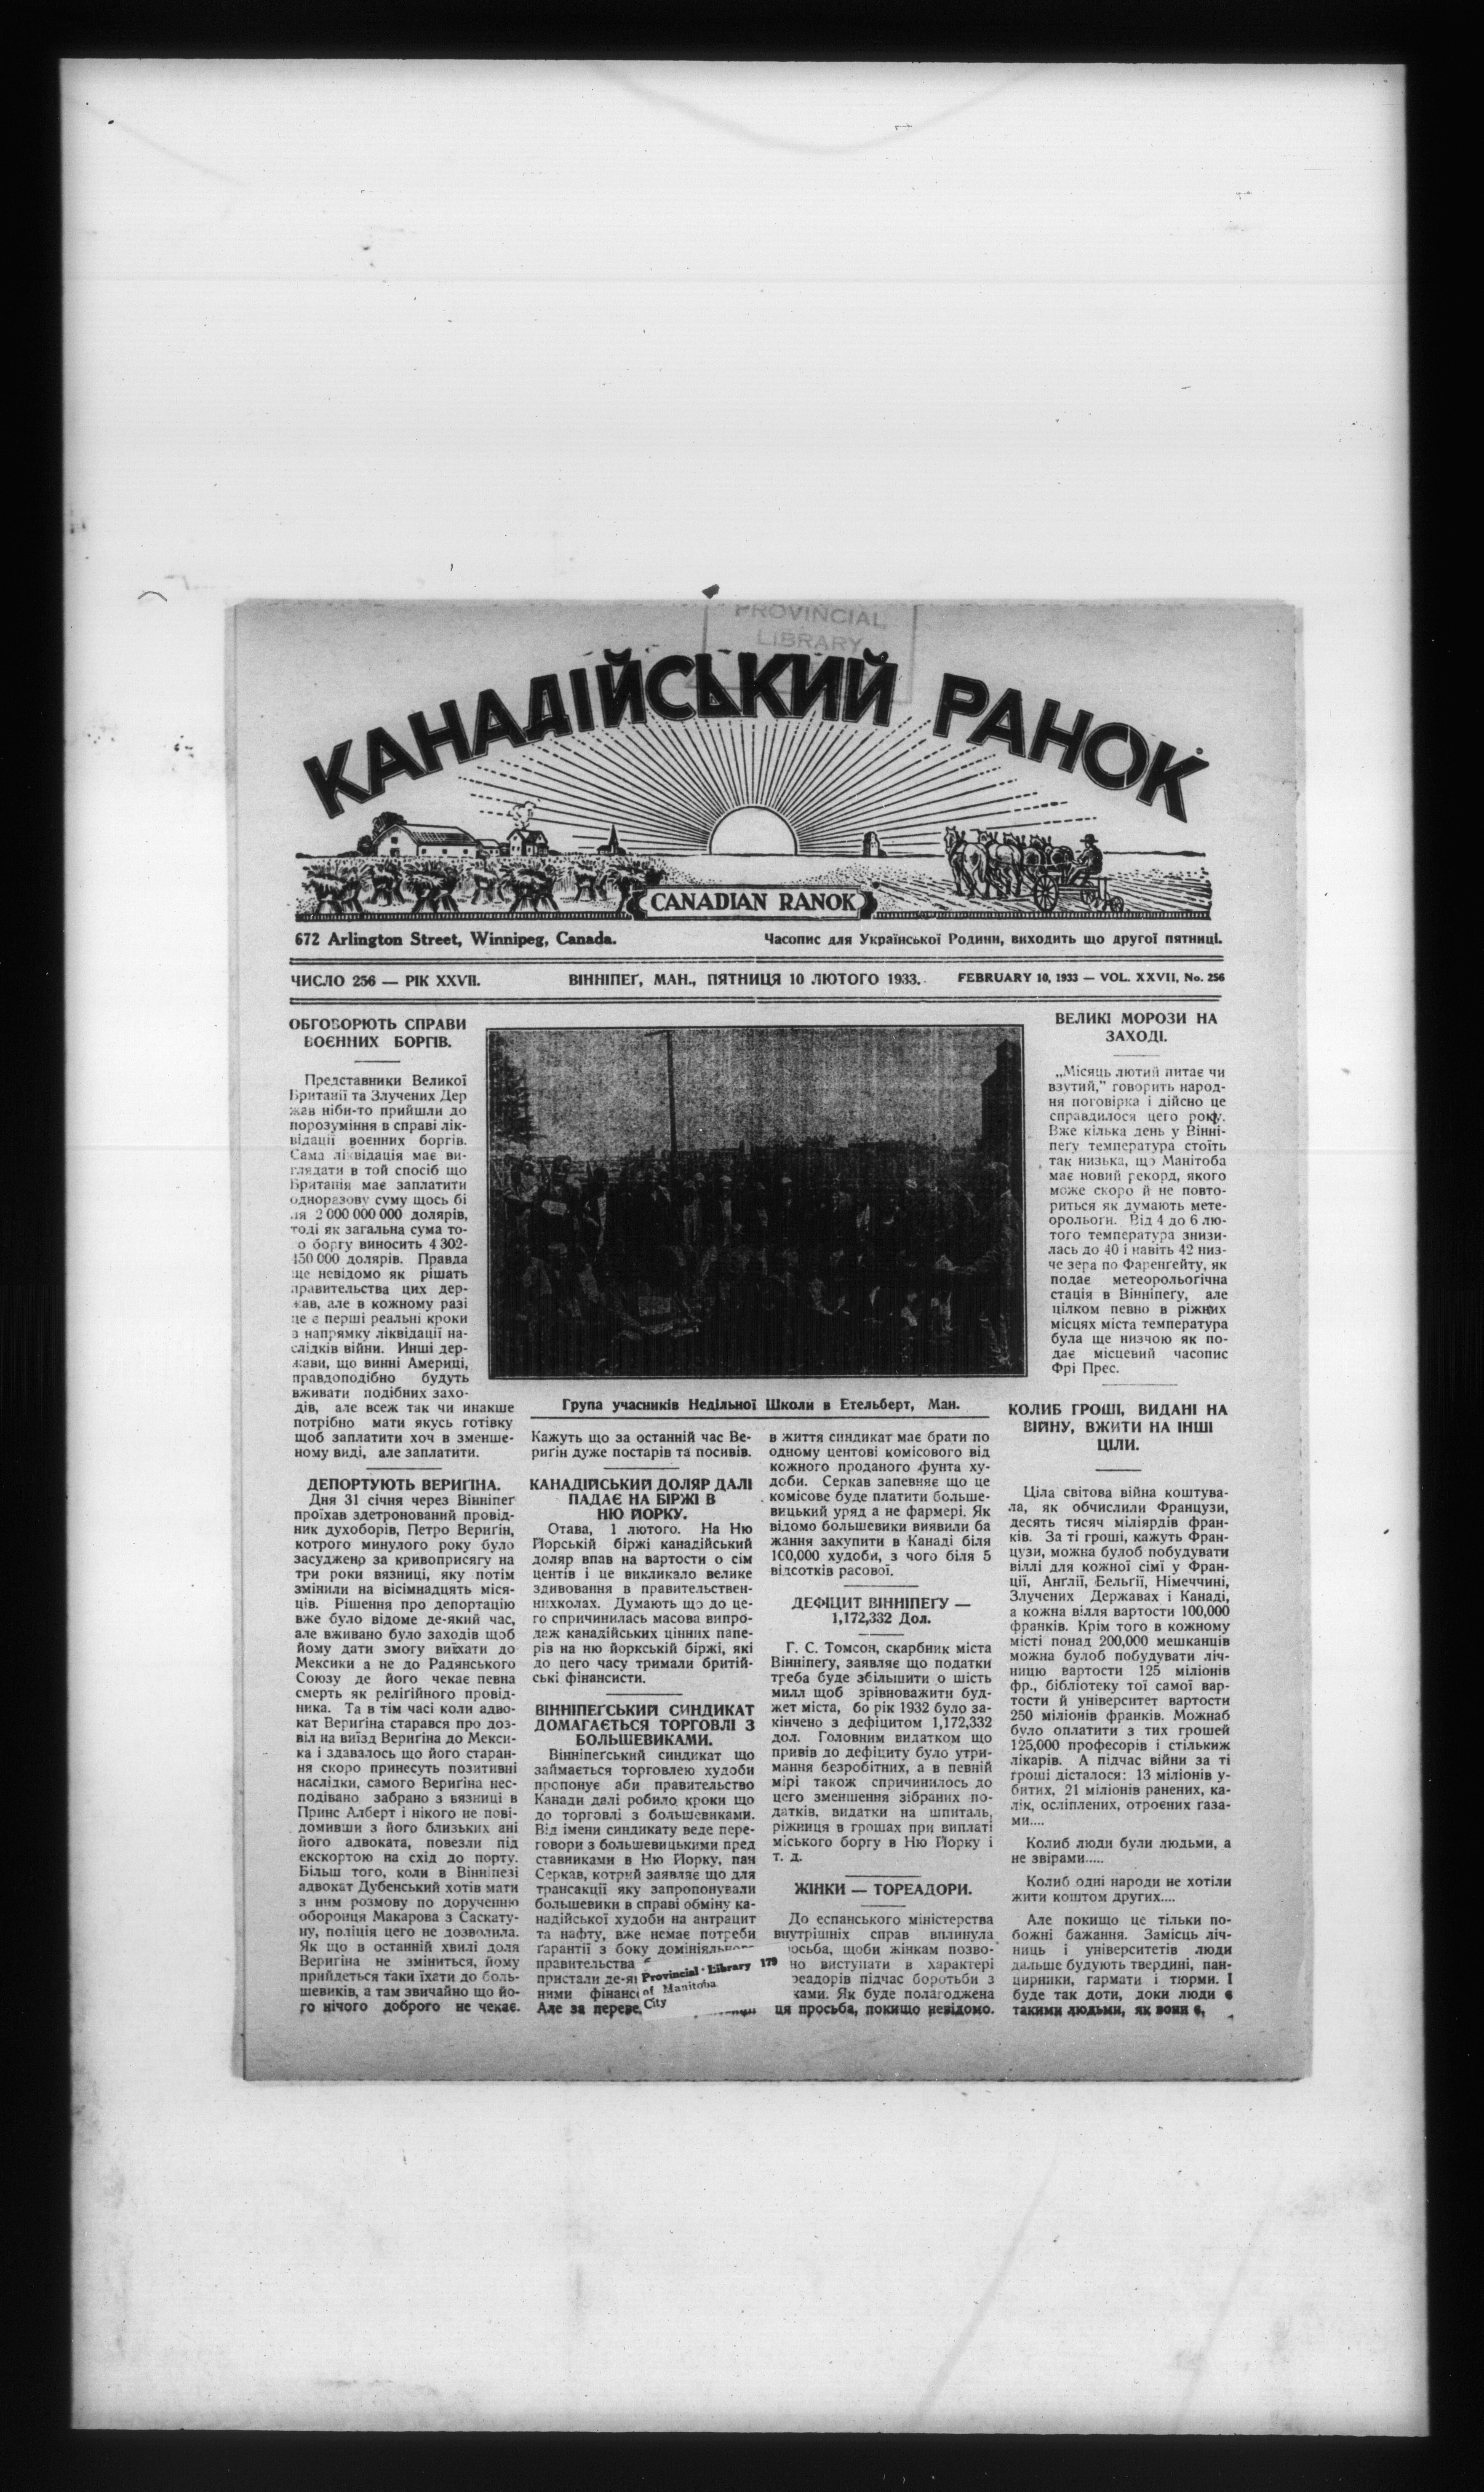 PROVINCIAL
LIBRARY
КАНАДІЙСЬКИЙ РАНОК
CANADIAN RANOK
672 Arlington Street, Winnipeg, Canada.
Часопис для Української Родини, виходить що другої пятниці.
ЧИСЛО 256 — РІК XXVII.
ВІННІПЕҐ, МАН., ПЯТНИЦЯ 10 ЛЮТОГО 1933.
FEBRUARY 10, 1933 — VOL. XXVII, No. 256
ОБГОВОРЮТЬ СПРАВИ
ВОЄННИХ БОРГІВ.
Представники Великої
Британії та Злучених Дер
жав ніби-то прийшли до
порозуміння в справі лік-
відації воєнних боргів.
Сама ліквідація має ви-
глядати в той спосіб що
Британія має заплатити
одноразову суму щось бі
ля 2 000 000 000 долярів,
тоді як загальна сума то-
о боргу виносить 4 302-
450 000 долярів. Правда
ще невідомо як рішать
правительства цих дер-
жав, але в кожному разі
це є перші реальні кроки
з напрямку ліквідації на-
слідків війни. Инші дер-
жави, що винні Америці,
правдоподібно будуть
вживати подібних захо-
дів, але всеж так чи инакше
потрібно мати якусь готівку
щоб заплатити хоч в зменше-
ному виді, але заплатити.
ДЕПОРТУЮТЬ ВЕРИҐІНА.
Дня 31 січня через Вінніпеґ
проїхав здетронований провід-
ник духоборів, Петро Вериґін,
котрого минулого року було
засуджено за кривоприсягу на
три роки вязниці, яку потім
змінили на вісімнадцять міся-
ців. Рішення про депортацію
вже було відоме де-який час,
але вживано було заходів щоб
йому дати змогу виїхати до
Мексики а не до Радянського
Союзу де його чекає певна
смерть як реліґійного провід-
ника. Та в тім часі коли адво-
кат Вериґіна старався про доз-
віл на виїзд Вериґіна до Мекси-
ка і здавалось що його старан-
ня скоро принесуть позитивні
наслідки, самого Вериґіна нес-
подівано забрано з вязниці в
Принс Алберт і нікого не пові-
домивши з його близьких ані
його адвоката, повезли під
екскортою на схід до порту.
Більш того, коли в Вінніпезі
адвокат Дубенський хотів мати
з ним розмову по дорученню
оборонця Макарова з Саскату-
ну, поліція цего не дозволила.
Як що в останній хвилі доля
Вериґіна не зміниться, йому
прийдеться таки їхати до боль-
шевиків, а там звичайно що йо-
го нічого доброго не чекає.
Група учасників Недільної Школи в Етельберт, Ман.
Кажуть що за останній час Ве-
риґін дуже постарів та посивів.
КАНАДІЙСЬКИЙ ДОЛЯР ДАЛІ
ПАДАЄ НА БІРЖІ В
НЮ ЙОРКУ.
Отава, 1 лютого. На Ню
Йорській біржі канадійський
доляр впав на вартости о сім
центів і це викликало велике
здивовання в правительствен-
нихколах. Думають що до це-
го спричинилась масова випро-
даж канадійських цінних папе-
рів на ню йоркській біржі, які
до цего часу тримали бритій-
ські фінансисти.
ВІННІПЕҐСЬКИЙ СИНДИКАТ
ДОМАГАЄТЬСЯ ТОРГОВЛІ З
БОЛЬШЕВИКАМИ.
Вінніпеґський синдикат що
займається торговлею худоби
пропонує аби правительство
Канади далі робило кроки що
до торговлі з большевиками.
Від імени синдикату веде пере-
говори з большевицькими пред
ставниками в Ню Йорку, пан
Серкав, котрий заявляє що для
трансакції яку запропонували
большевики в справі обміну ка-
надійської худоби на антрацит
та нафту, вже немає потреби
ґарантії з боку домініяльного
правительства
пристали де-як
ними фінанс
Але за переве
Provincial Library 179
of Manitoba
City
в життя синдикат має брати по
одному центові комісового від
кожного проданого фунта ху-
доби. Серкав запевняє що це
комісове буде платити больше-
вицький уряд а не фармері. Як
відомо большевики виявили ба
жання захупити в Канаді біля
100,000 худоби, з чого біля 5
відсотків расової.
ДЕФІЦИТ ВІННІПЕҐУ —
1,172,332 Дол.
Г. С. Томсон, скарбник міста
Вінніпеґу, заявляє що податки
треба буде збільшити о шість
милл щоб зрівноважити буд-
жет міста, бо рік 1932 було за-
кінчено з дефіцитом 1,172,332
дол. Головним видатком що
привів до дефіциту було утри-
мання безробітних, а в певній
мірі також спричинилось до
цего зменшення зібраних по-
датків, видатки на шпиталь,
ріжниця в грошах при виплаті
міського боргу в Ню Йорку і
т. д.
ЖІНКИ — ТОРЕАДОРИ.
До еспанського міністерства
внутрішніх справ вплинула
осьба, щоби жінкам позво-
но виступати в характері
реадорів підчас боротьби з
ками. Як буде полагоджена
ця просьба, покищо невідомо.
ВЕЛИКІ МОРОЗИ НА
ЗАХОДІ.
„Місяць лютий питає чи
взутий,” говорить народ-
ня поговірка і дійсно це
справдилося цего року.
Вже кілька день у Вінні-
пеґу температура стоїть
так низька, що Манітоба
має новий рекорд, якого
може скоро й не повто-
риться як думають мете-
орольоги. Від 4 до 6 лю-
того температура знизи-
лась до 40 і навіть 42 низ-
че зера по Фаренґейту, як
подає метеорольоґічна
стація в Вінніпеґу, але
цілком певно в ріжних
місцях міста температура
була ще низчою як по-
дає місцевий часопис
Фрі Прес.
КОЛИБ ГРОШІ, ВИДАНІ НА
ВІЙНУ, ВЖИТИ НА ІНШІ
ЦІЛИ.
Ціла світова війна коштува-
ла, як обчислили Французи,
десять тисяч міліярдів фран-
ків. За ті гроші, кажуть Фран-
цузи, можна булоб побудувати
віллі для кожної сімї у Фран-
ції, Анґлії, Бельґії, Німеччині,
Злучених Державах і Канаді,
а кожна вілля вартости 100,000
франків. Крім того в кожному
місті понад 200,000 мешканців
можна булоб побудувати ліч-
ницю вартости 125 міліонів
фр., бібліотеку тої самої вар-
тости й університет вартости
250 міліонів франків. Можнаб
було оплатити з тих грошей
125,000 професорів і стількиж
лікарів. А підчас війни за ті
гроші дісталося: 13 міліонів у-
битих, 21 міліонів ранених, ка-
лік, осліплених, отроєних ґаза-
ми....
Колиб люди були людьми, а
не звірами.....
Колиб одні народи не хотіли
жити коштом других....
Але покищо це тільки по-
божні бажання. Замісць ліч-
ниць і університетів люди
дальше будують твердині, пан-
цирники, гармати і тюрми. І
буде так доти, доки люди є
такими людьми, як вони є,